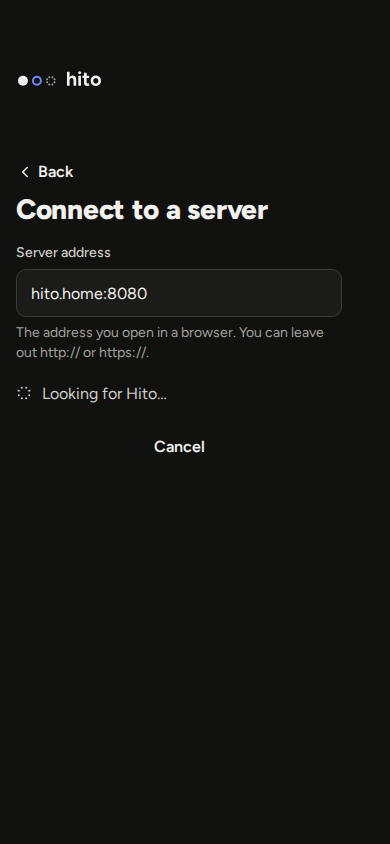 hito
Back
Connect to a server
Server address
hito.home:8080
The address you open in a browser. You can leave
out http:// or https://.
Looking for Hito...
Cancel